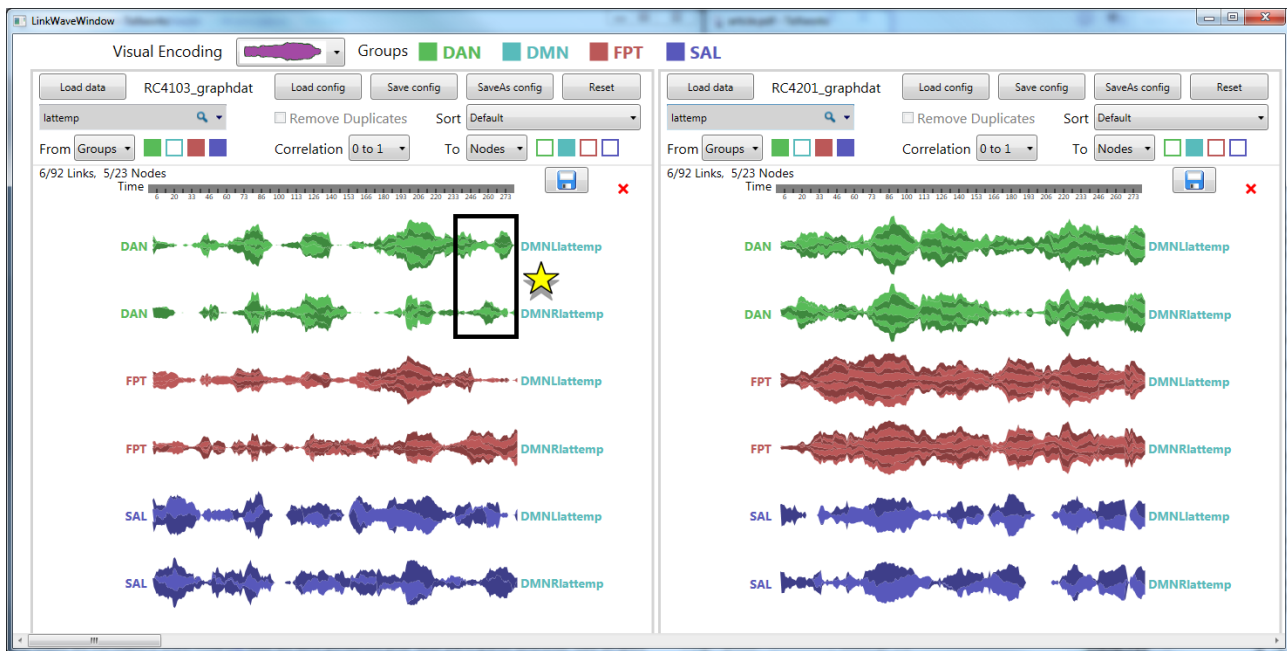 LinkWaveWindow
Visual Encoding Groups DAN DMN FPT SAL
Load data RC4103_graphdat Load config Save config SaveAs config Reset
lattemp Remove Duplicates Sort Default
From Groups Correlation 0 to 1 To Nodes
6/92 Links, 5/23 Nodes
Time
6 20 33 46 60 73 86 100 113 126 140 153 166 180 193 206 220 233 246 260 273
DAN DMNLlattemp
DAN DMNRlattemp
FPT DMNLlattemp
FPT DMNRlattemp
SAL DMNLlattemp
SAL DMNRlattemp
Load data RC4201_graphdat Load config Save config SaveAs config Reset
lattemp Remove Duplicates Sort Default
From Groups Correlation 0 to 1 To Nodes
6/92 Links, 5/23 Nodes
Time
6 20 33 46 60 73 86 100 113 126 140 153 166 180 193 206 220 233 246 260 273
DAN DMNLlattemp
DAN DMNRlattemp
FPT DMNLlattemp
FPT DMNRlattemp
SAL DMNLlattemp
SAL DMNRlattemp